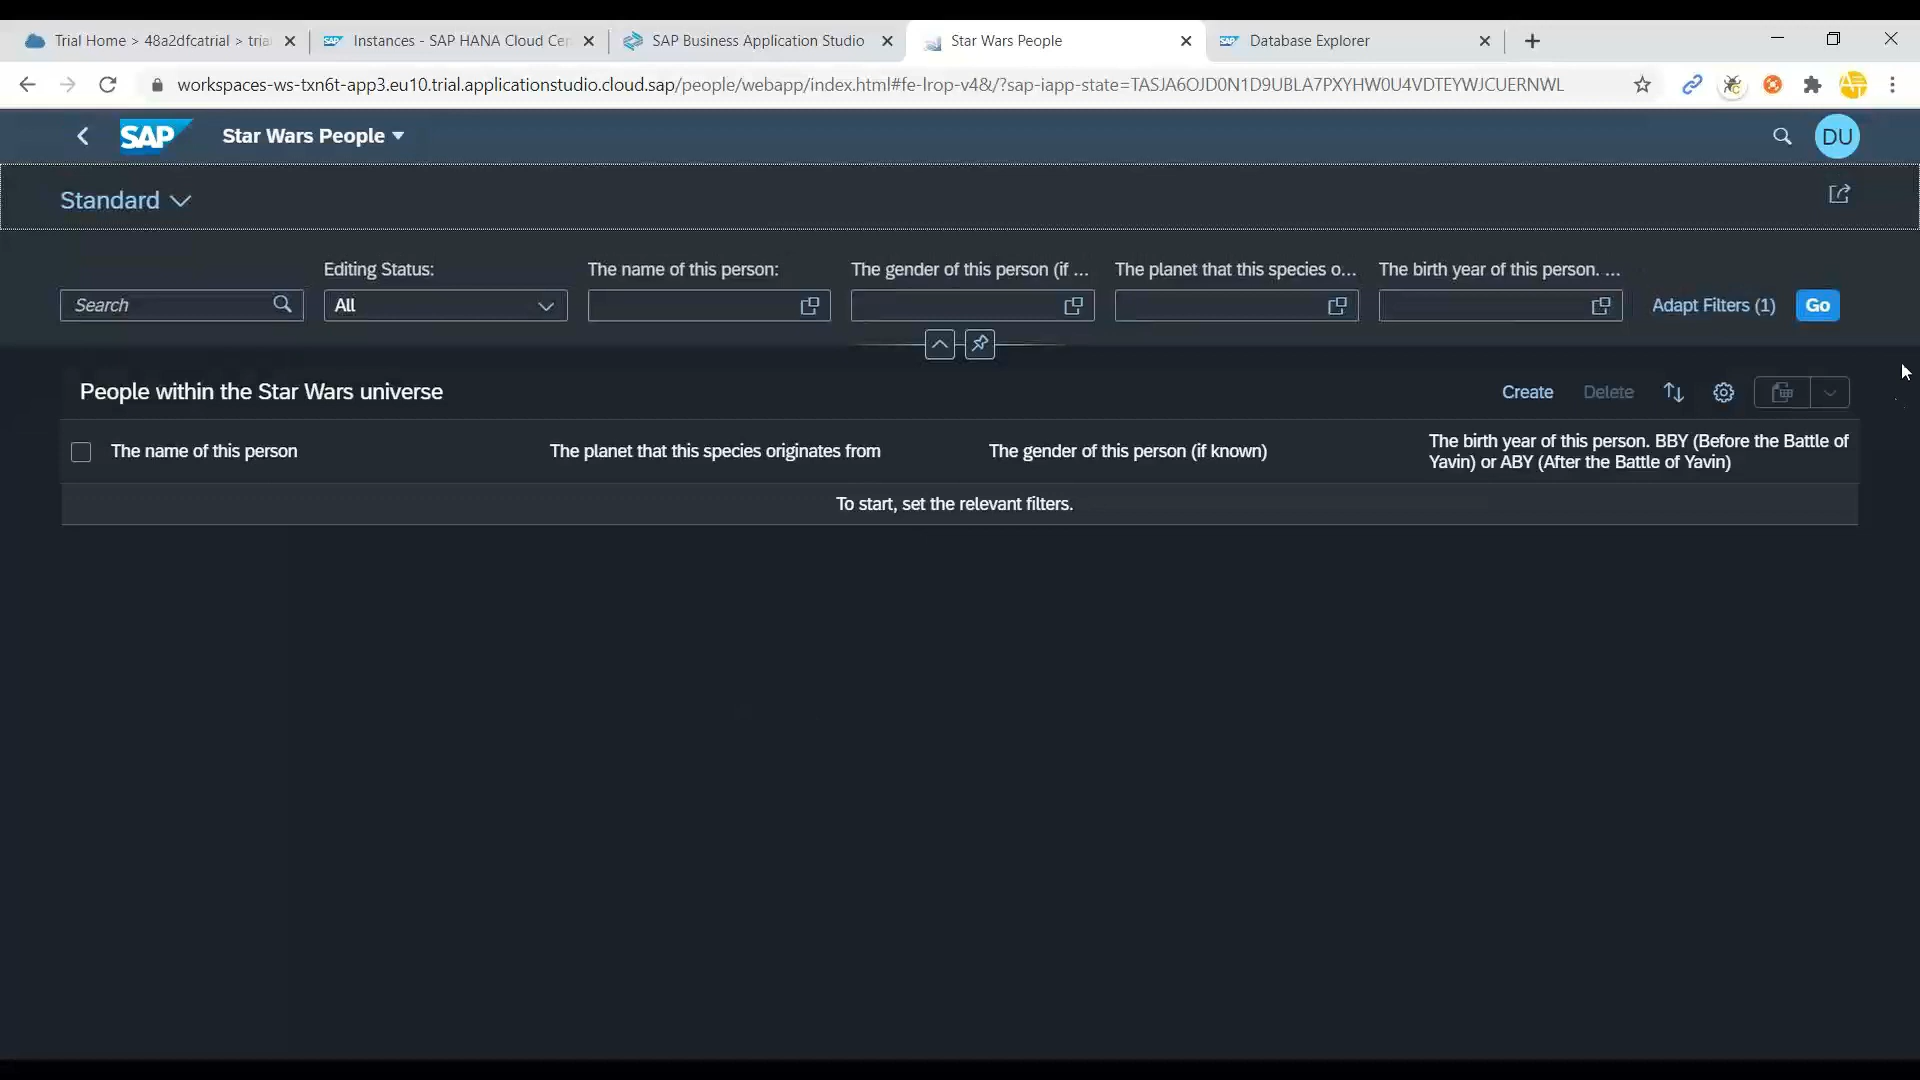 Trial Home > 48a2dfcatrial > tria
Instances - SAP HANA Cloud Cen
SAP Business Application Studio
Star Wars People
Database Explorer
workspaces-ws-txn6t-app3.eu10.trial.applicationstudio.cloud.sap/people/webapp/index.html#fe-lrop-v4&/?sap-iapp-state=TASJA6OJD0N1D9UBLA7PXYHW0U4VDTEYWJCUERNWL
SAP Star Wars People
DU
Standard
Editing Status:
The name of this person:
The gender of this person (if ...
The planet that this species o...
The birth year of this person. ...
Search
All
Adapt Filters (1)
Go
People within the Star Wars universe
Create
Delete
The name of this person
The planet that this species originates from
The gender of this person (if known)
The birth year of this person. BBY (Before the Battle of
Yavin) or ABY (After the Battle of Yavin)
To start, set the relevant filters.